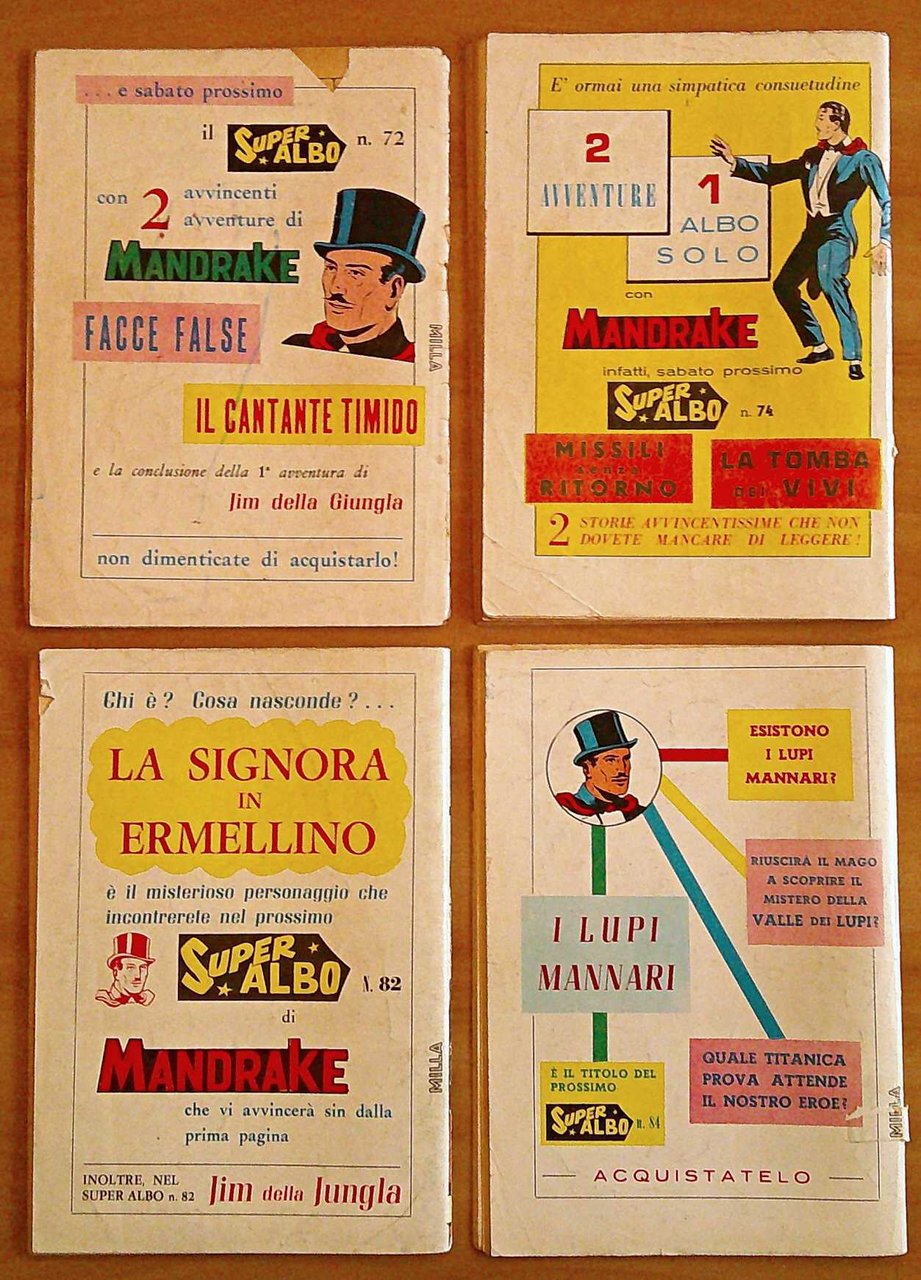 ...e sabato prossimo
il SUPER ALBO n. 72
con 2 avvincenti
avventure di
MANDRAKE
FACCE FALSE
IL CANTANTE TIMIDO
e la conclusione della 1ª avventura di
Jim della Giungla
non dimenticate di acquistarlo!
MILLA
E' ormai una simpatica consuetudine
2
AVVENTURE
1
ALBO
SOLO
con
MANDRAKE
infatti, sabato prossimo
SUPER ALBO n. 74
MISSILI
senza
RITORNO
LA TOMBA
DEI VIVI
2 STORIE AVVINCENTISSIME CHE NON
DOVETE MANCARE DI LEGGERE!
Chi è? Cosa nasconde?...
LA SIGNORA
IN
ERMELLINO
è il misterioso personaggio che
incontrerete nel prossimo
SUPER ALBO N. 82
di
MANDRAKE
che vi avvincerà sin dalla
prima pagina
INOLTRE, NEL
SUPER ALBO n. 82 Jim della Jungla
MILLA
ESISTONO
I LUPI
MANNARI?
RIUSCIRÀ IL MAGO
A SCOPRIRE IL
MISTERO DELLA
VALLE DEI LUPI?
I LUPI
MANNARI
QUALE TITANICA
PROVA ATTENDE
IL NOSTRO EROE?
È IL TITOLO DEL
PROSSIMO
SUPER ALBO n. 84
ACQUISTATELO
MILLA